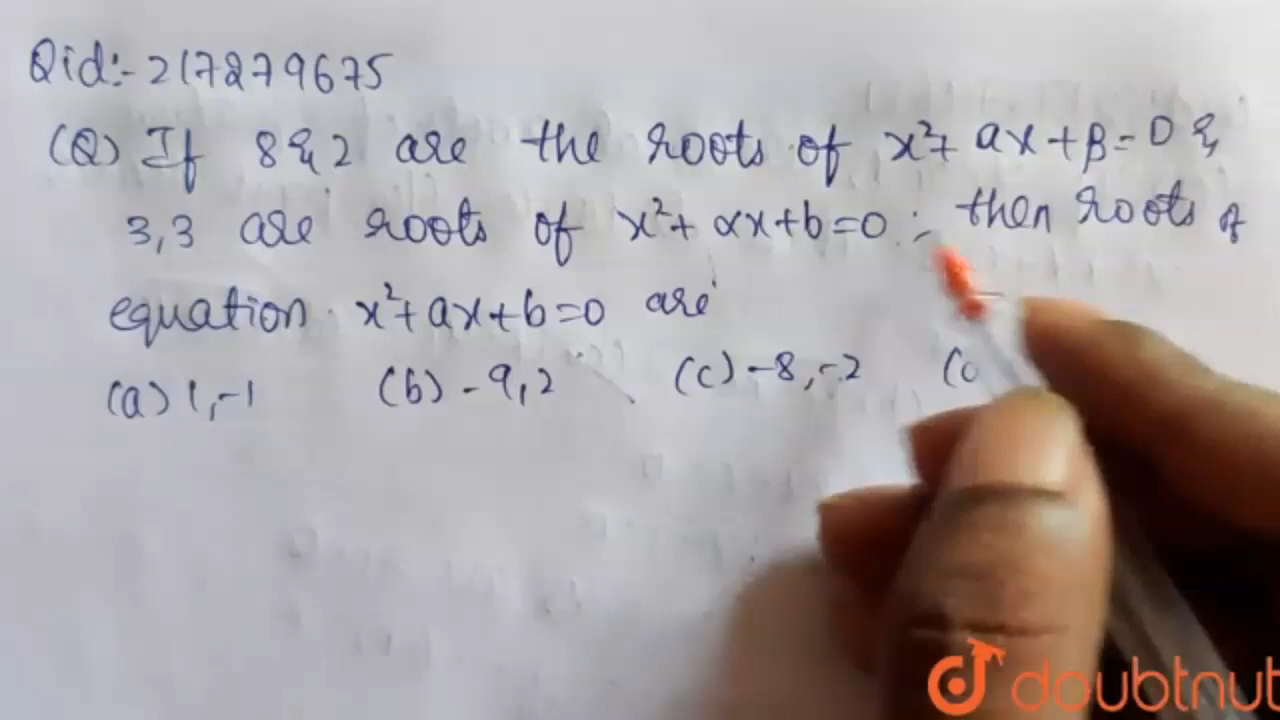 Qid:- 217279675
(Q) If 8 & 2 are the roots of x²+ ax+β=0 &
3,3 are roots of x²+ αx+b=0 ; then roots of
equation x²+ax+b=0 are
(a) 1,-1 (b) -9,2 (c) -8,-2
doubtnut